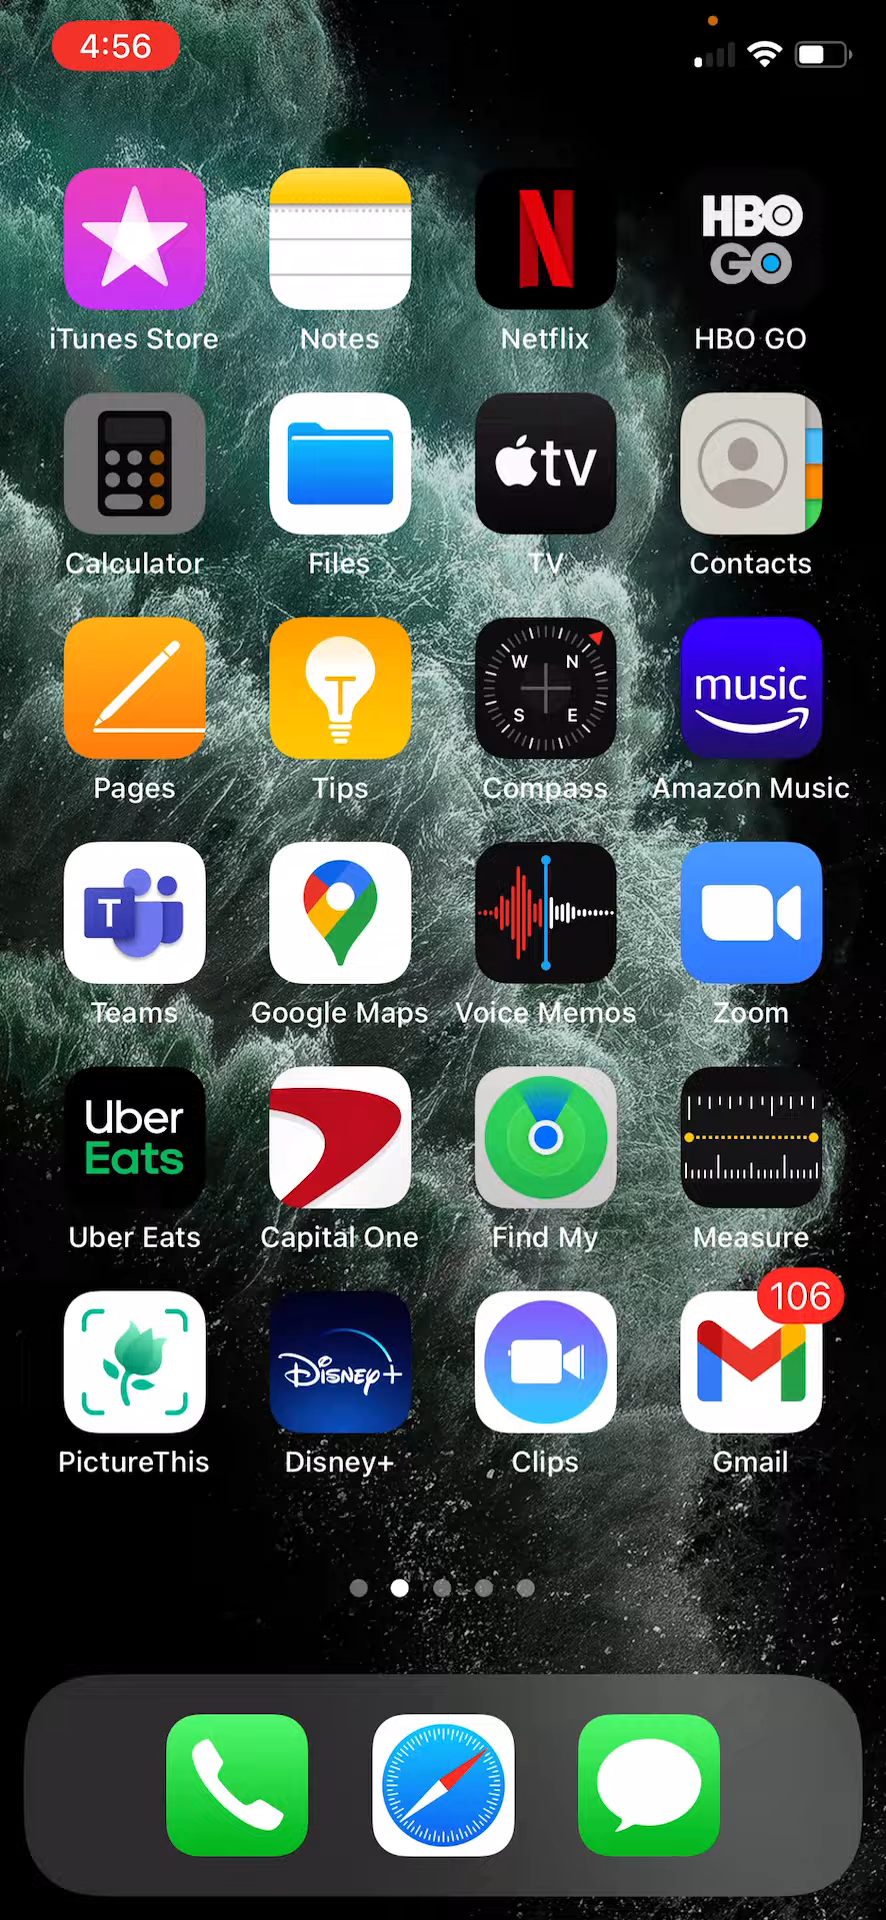 4:56
HBO
GO
iTunes Store
Notes
Netflix
HBO GO
tv
Calculator
Files
TV
Contacts
W N
S E
music
Pages
Tips
Compass
Amazon Music
T
Teams
Google Maps
Voice Memos
Zoom
Uber
Eats
Uber Eats
Capital One
Find My
Measure
106
Disney+
PictureThis
Disney+
Clips
Gmail